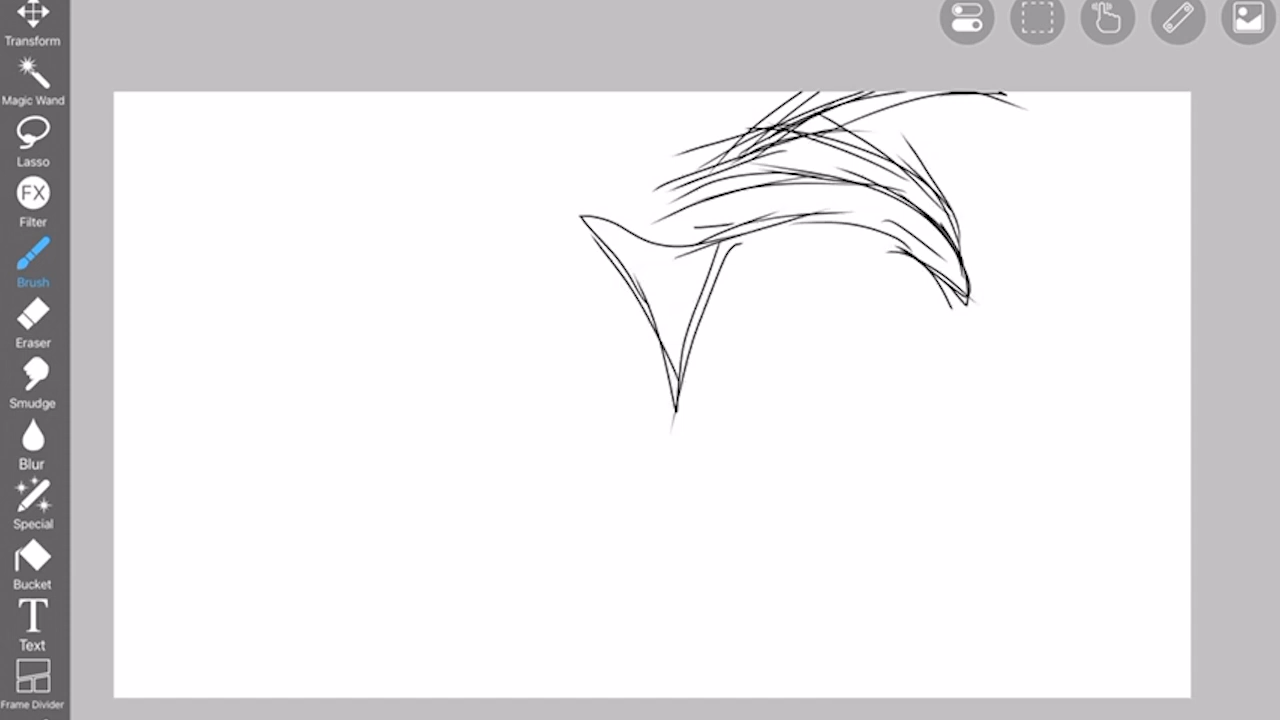 Transform
Magic Wand
Lasso
FX
Filter
Brush
Eraser
Smudge
Blur
Special
Bucket
T
Text
Frame Divider